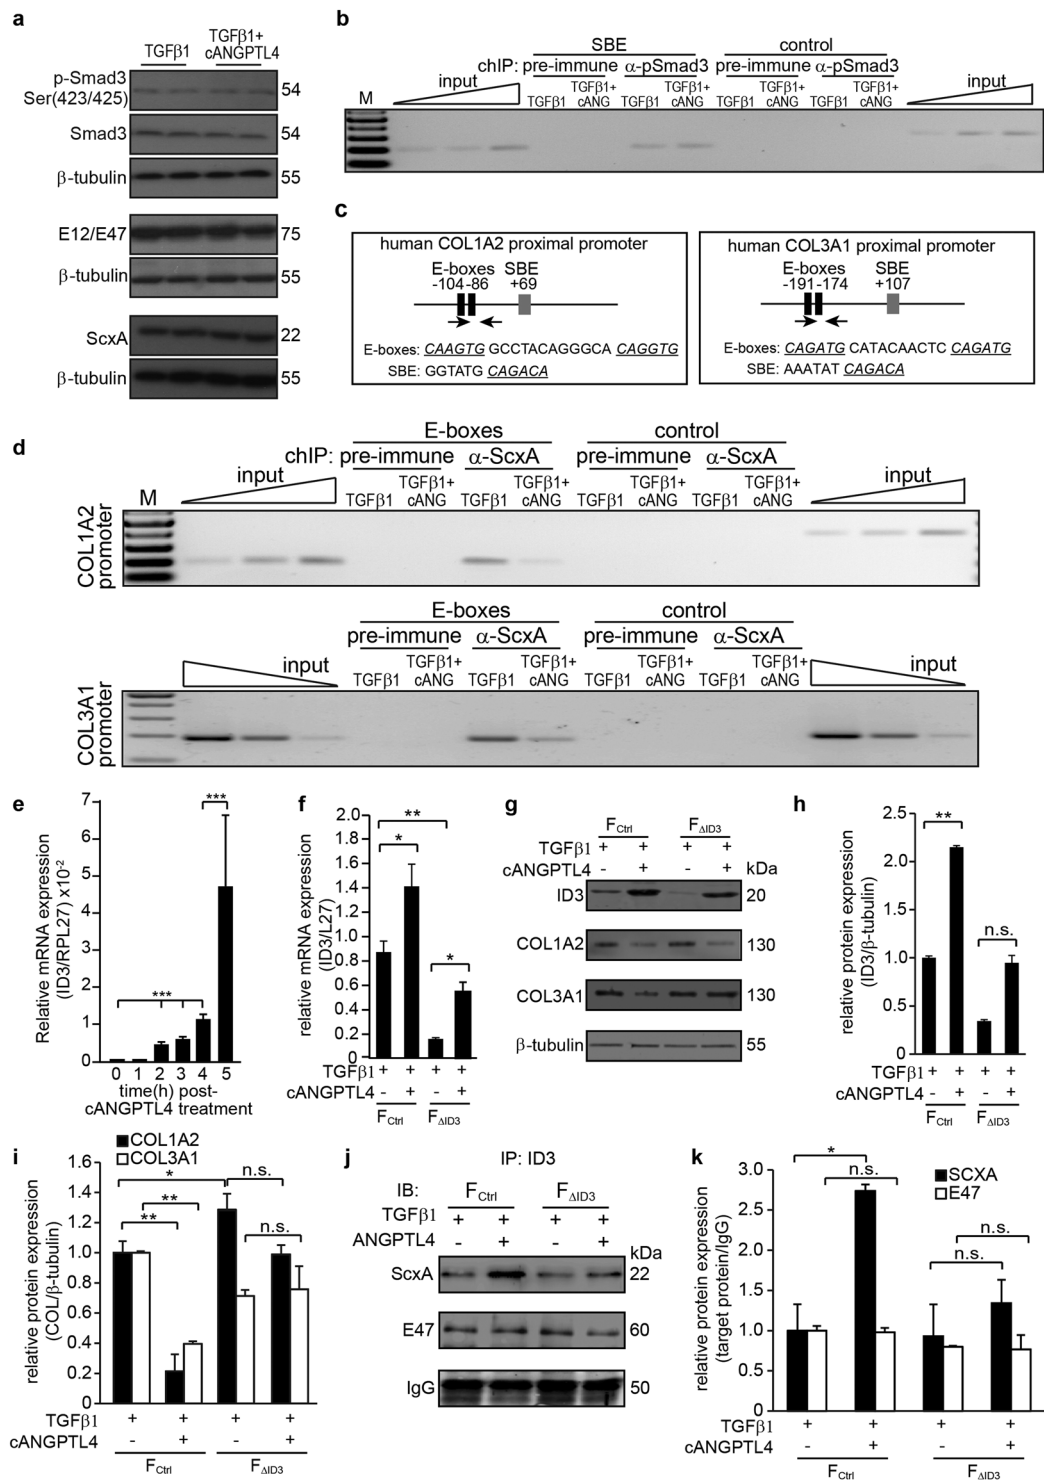 a
TGFβ1
TGFβ1+
cANGPTL4
p-Smad3
Ser(423/425)
54
Smad3
54
β-tubulin
55
E12/E47
75
β-tubulin
55
ScxA
22
β-tubulin
55
b
SBE
control
chIP: pre-immune α-pSmad3 pre-immune α-pSmad3
M
input
TGFβ1 TGFβ1+ cANG TGFβ1 TGFβ1+ cANG TGFβ1 TGFβ1+ cANG TGFβ1 TGFβ1+ cANG
input
c
human COL1A2 proximal promoter
E-boxes SBE
-104 -86 +69
E-boxes: CAAGTG GCCTACAGGGCA CAGGTG
SBE: GGTATG CAGACA
human COL3A1 proximal promoter
E-boxes SBE
-191 -174 +107
E-boxes: CAGATG CATACAACTC CAGATG
SBE: AAATAT CAGACA
d
E-boxes control
chIP: pre-immune α-ScxA pre-immune α-ScxA
M
input
TGFβ1 TGFβ1+ cANG TGFβ1 TGFβ1+ cANG TGFβ1 TGFβ1+ cANG TGFβ1 TGFβ1+ cANG
input
COL1A2
promoter
E-boxes control
pre-immune α-ScxA pre-immune α-ScxA
input
TGFβ1 TGFβ1+ cANG TGFβ1 TGFβ1+ cANG TGFβ1 TGFβ1+ cANG TGFβ1 TGFβ1+ cANG
input
COL3A1
promoter
e
Relative mRNA expression
(ID3/RPL27) x10-2
7
6
5
4
3
2
1
***
***
0 1 2 3 4 5
time(h) post-
cANGPTL4 treatment
f
relative mRNA expression
(ID3/L27)
1.8
1.6
1.4
1.2
1.0
0.8
0.6
0.4
0.2
0
**
*
*
TGFβ1 + + + +
cANGPTL4 - + - +
FCtrl FΔID3
g
FCtrl FΔID3
TGFβ1 + + + +
cANGPTL4 - + - + kDa
ID3 20
COL1A2 130
COL3A1 130
β-tubulin 55
h
relative protein expression
(ID3/β-tubulin)
2.5
2.0
1.5
1.0
0.5
0
**
n.s.
TGFβ1 + + + +
cANGPTL4 - + - +
FCtrl FΔID3
i
COL1A2
COL3A1
relative protein expression
(COL/β-tubulin)
1.6
1.4
1.2
1.0
0.8
0.6
0.4
0.2
0
* n.s.
**
**
n.s.
TGFβ1 + + + +
cANGPTL4 - + - +
FCtrl FΔID3
j
IP: ID3
IB: FCtrl FΔID3
TGFβ1 + + + +
ANGPTL4 - + - +
kDa
ScxA 22
E47 60
IgG 50
k
SCXA
E47
relative protein expression
(target protein/IgG)
3.0
2.5
2.0
1.5
1.0
0.5
0
*
n.s.
n.s.
n.s.
TGFβ1 + + + +
cANGPTL4 - + - +
FCtrl FΔID3